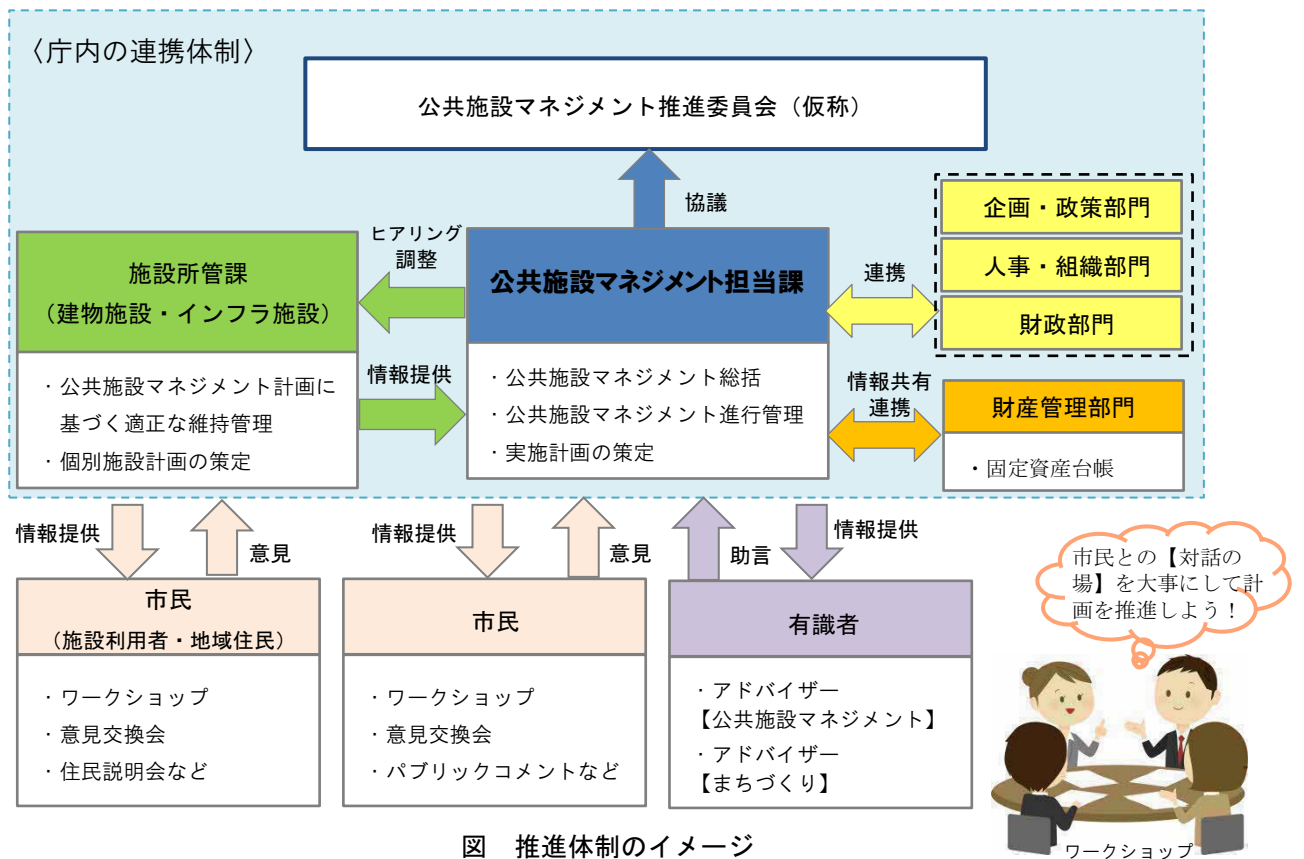 〈庁内の連携体制〉
公共施設マネジメント推進委員会（仮称）
協議
企画・政策部門
人事・組織部門
財政部門
連携
ヒアリング
調整
施設所管課
（建物施設・インフラ施設）
・公共施設マネジメント計画に
基づく適正な維持管理
・個別施設計画の策定
情報提供
公共施設マネジメント担当課
・公共施設マネジメント総括
・公共施設マネジメント進行管理
・実施計画の策定
情報共有
連携
財産管理部門
・固定資産台帳
情報提供
意見
情報提供
意見
助言
情報提供
市民
（施設利用者・地域住民）
・ワークショップ
・意見交換会
・住民説明会など
市民
・ワークショップ
・意見交換会
・パブリックコメントなど
有識者
・アドバイザー
【公共施設マネジメント】
・アドバイザー
【まちづくり】
市民との【対話の
場】を大事にして計
画を推進しよう！
ワークショップ
図　推進体制のイメージ